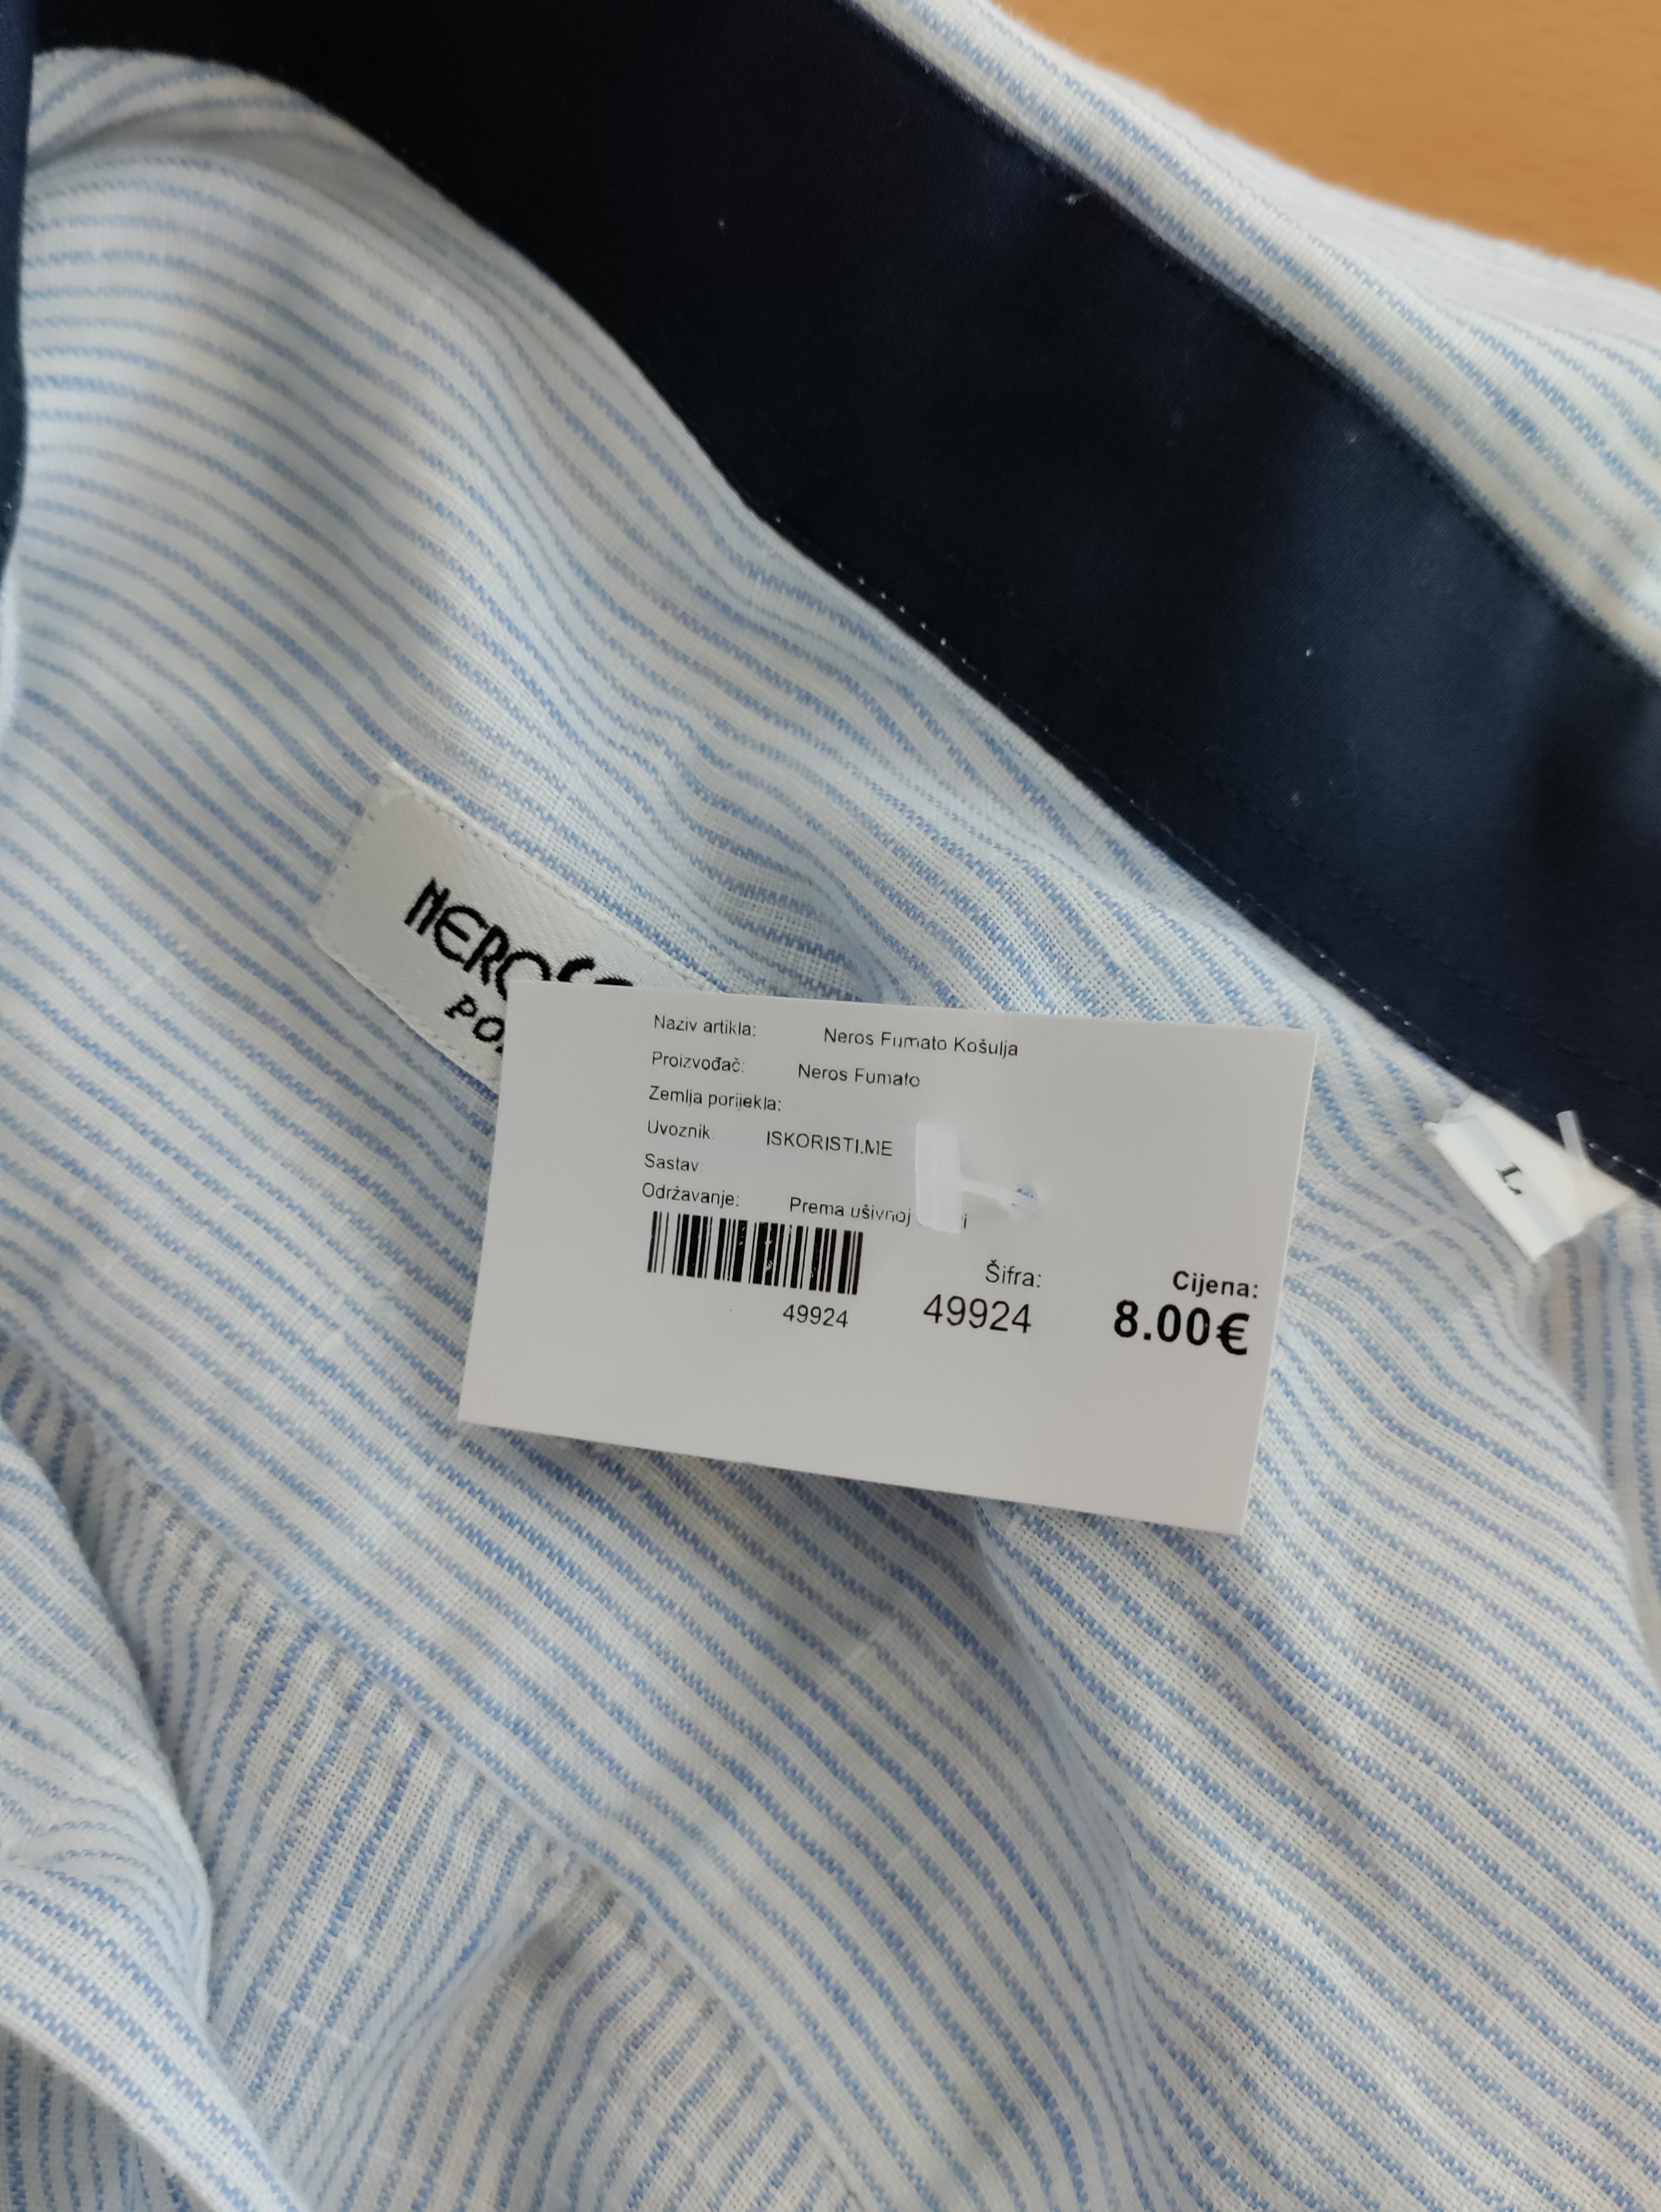 NEROS
Naziv artikla: Neros Fumato Košulja
Proizvođač: Neros Fumato
Zemlja porijekla:
Uvoznik: ISKORISTI.ME
Sastav:
Održavanje: Prema ušivnoj
L
49924
Šifra:
49924
Cijena:
8.00€